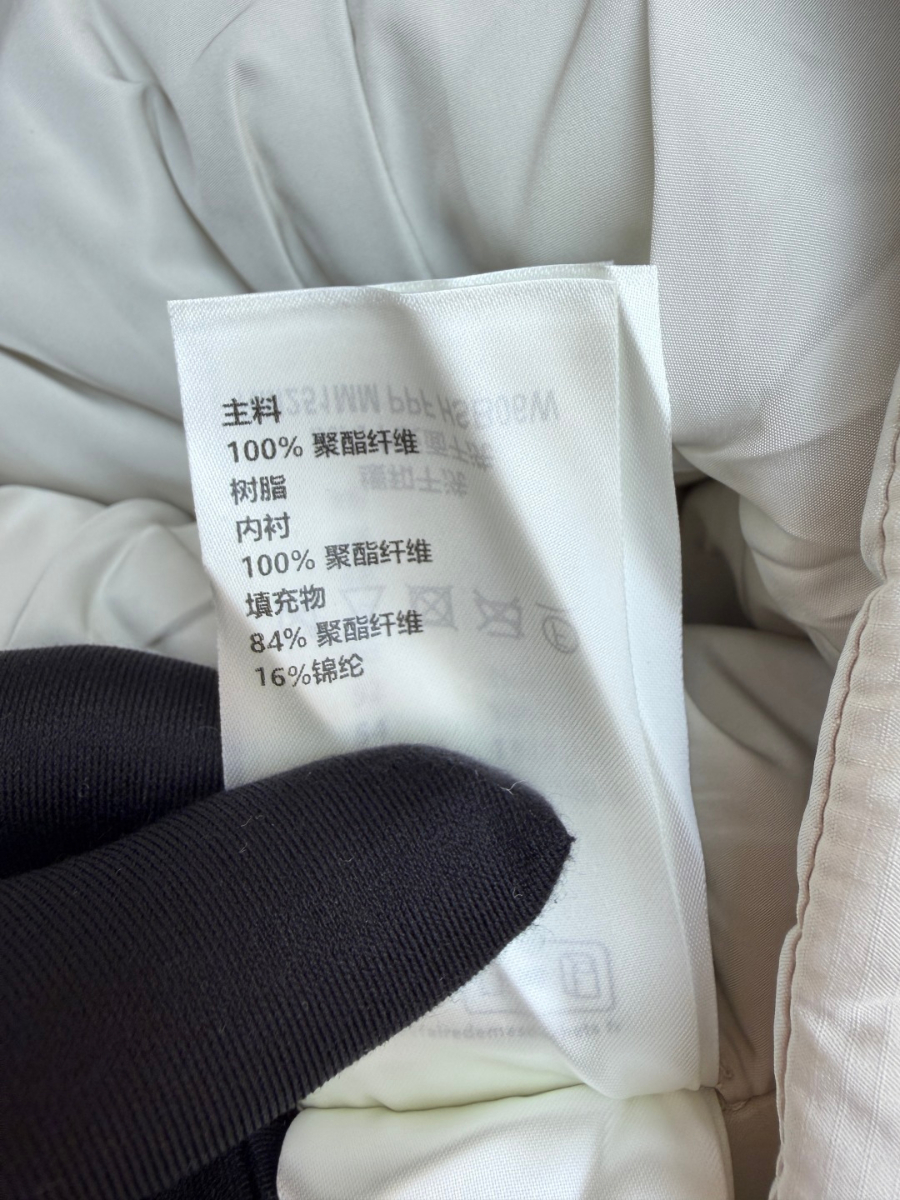 主料
100% 聚酯纤维
树脂
内衬
100% 聚酯纤维
填充物
84% 聚酯纤维
16%锦纶